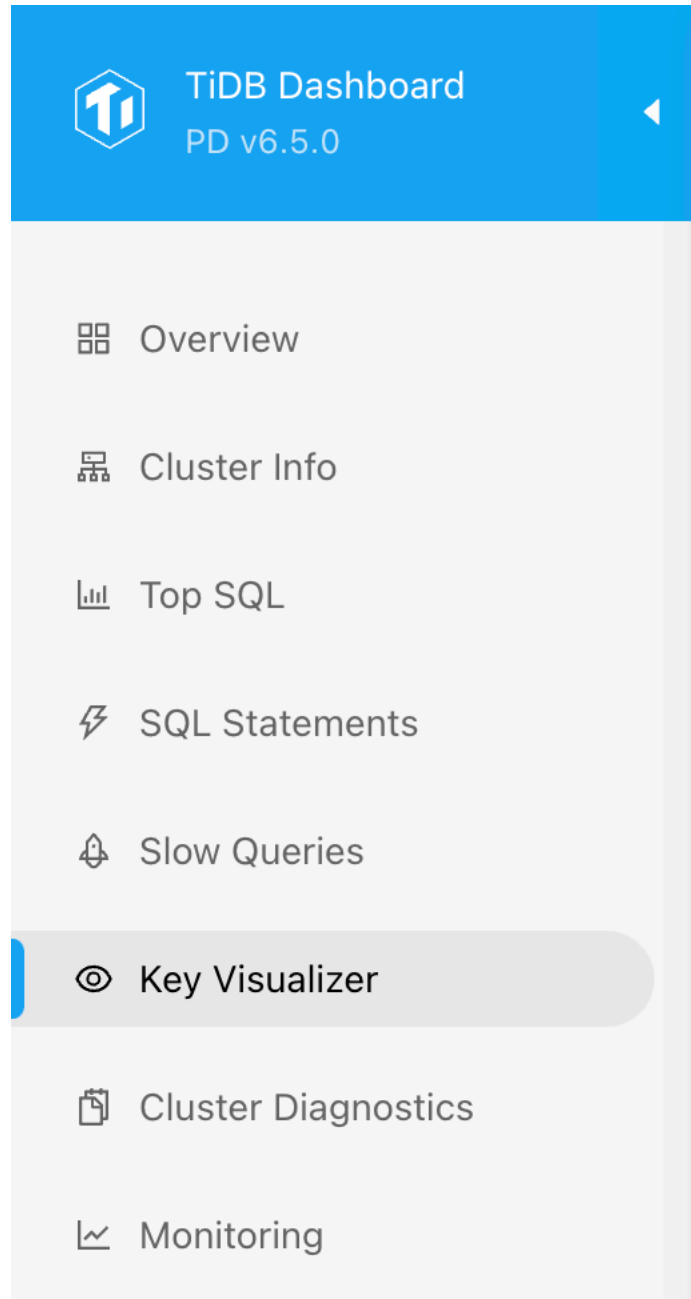 TiDB Dashboard
PD v6.5.0
Overview
Cluster Info
Top SQL
SQL Statements
Slow Queries
Key Visualizer
Cluster Diagnostics
Monitoring